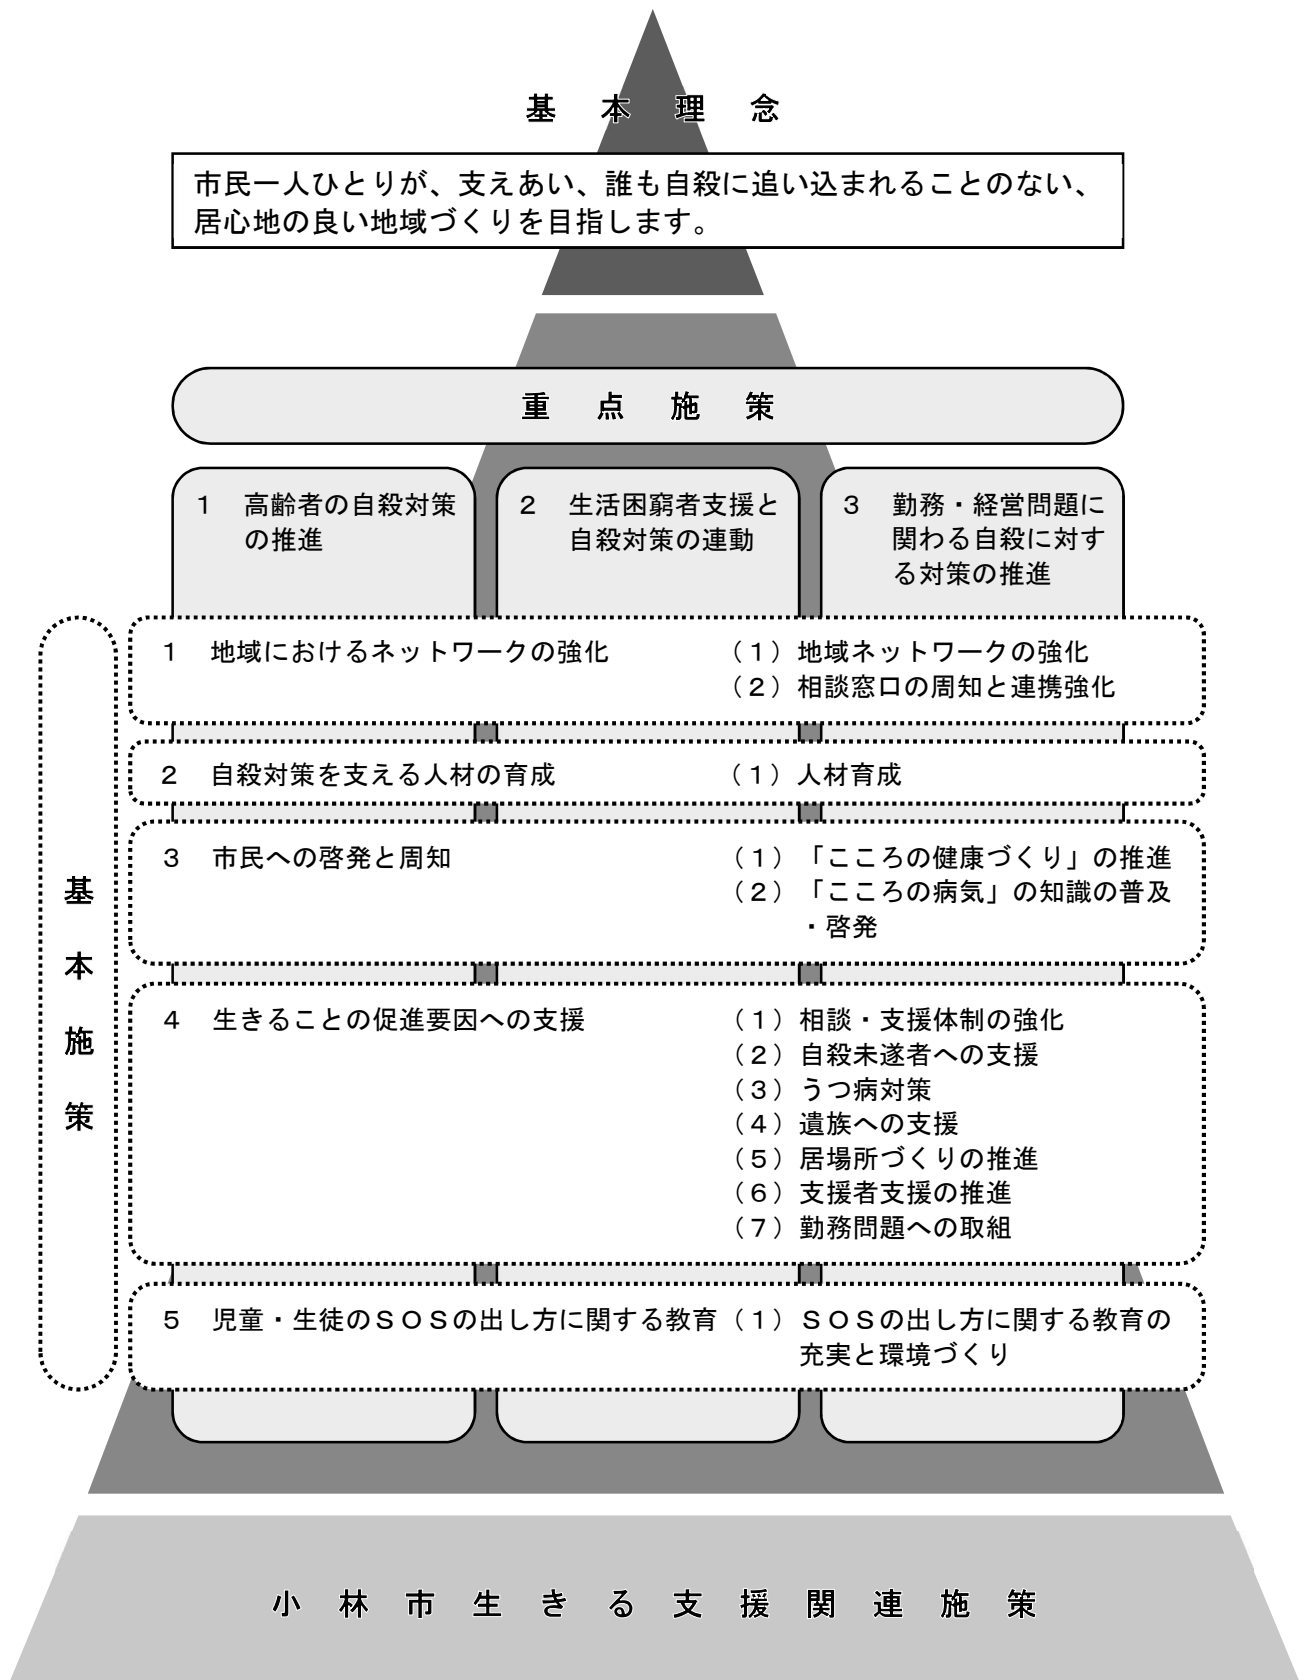 基本理念
市民一人ひとりが、支えあい、誰も自殺に追い込まれることのない、
居心地の良い地域づくりを目指します。
重点施策
1 高齢者の自殺対策
の推進
2 生活困窮者支援と
自殺対策の連動
3 勤務・経営問題に
関わる自殺に対す
る対策の推進
基本施策
1 地域におけるネットワークの強化
(1)地域ネットワークの強化
(2)相談窓口の周知と連携強化
2 自殺対策を支える人材の育成
(1)人材育成
3 市民への啓発と周知
(1)「こころの健康づくり」の推進
(2)「こころの病気」の知識の普及
・啓発
4 生きることの促進要因への支援
(1)相談・支援体制の強化
(2)自殺未遂者への支援
(3)うつ病対策
(4)遺族への支援
(5)居場所づくりの推進
(6)支援者支援の推進
(7)勤務問題への取組
5 児童・生徒のSOSの出し方に関する教育
(1)SOSの出し方に関する教育の
充実と環境づくり
小林市生きる支援関連施策